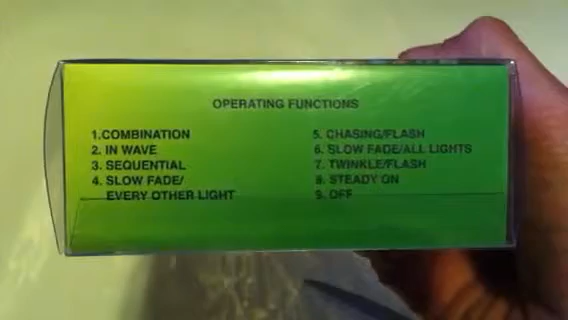 OPERATING FUNCTIONS
1.COMBINATION
2. IN WAVE
3. SEQUENTIAL
4. SLOW FADE/
EVERY OTHER LIGHT
5. CHASING/FLASH
6. SLOW FADE/ALL LIGHTS
7. TWINKLE/FLASH
8. STEADY ON
9. OFF